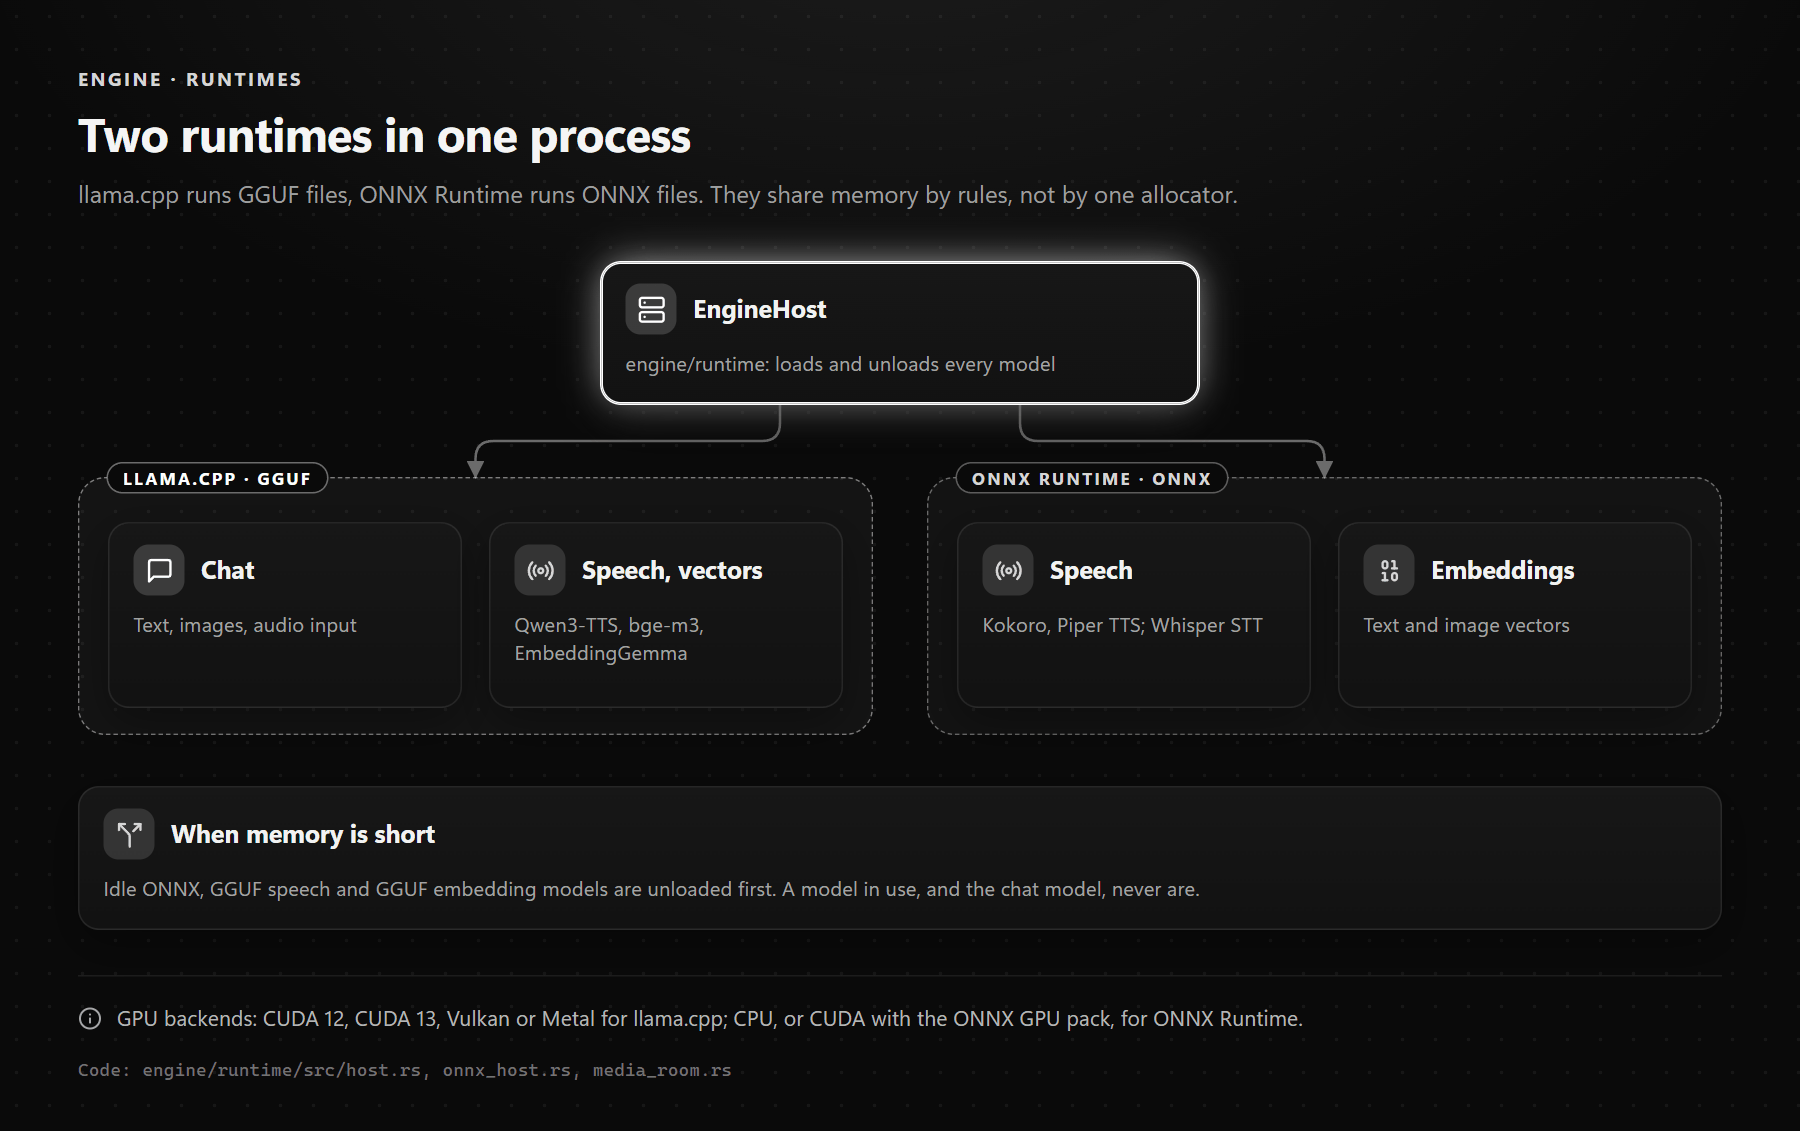 ENGINE · RUNTIMES
Two runtimes in one process
llama.cpp runs GGUF files, ONNX Runtime runs ONNX files. They share memory by rules, not by one allocator.
EngineHost
engine/runtime: loads and unloads every model
LLAMA.CPP · GGUF
Chat
Text, images, audio input
Speech, vectors
Qwen3-TTS, bge-m3,
EmbeddingGemma
ONNX RUNTIME · ONNX
Speech
Kokoro, Piper TTS; Whisper STT
Embeddings
Text and image vectors
When memory is short
Idle ONNX, GGUF speech and GGUF embedding models are unloaded first. A model in use, and the chat model, never are.
GPU backends: CUDA 12, CUDA 13, Vulkan or Metal for llama.cpp; CPU, or CUDA with the ONNX GPU pack, for ONNX Runtime.
Code: engine/runtime/src/host.rs, onnx_host.rs, media_room.rs